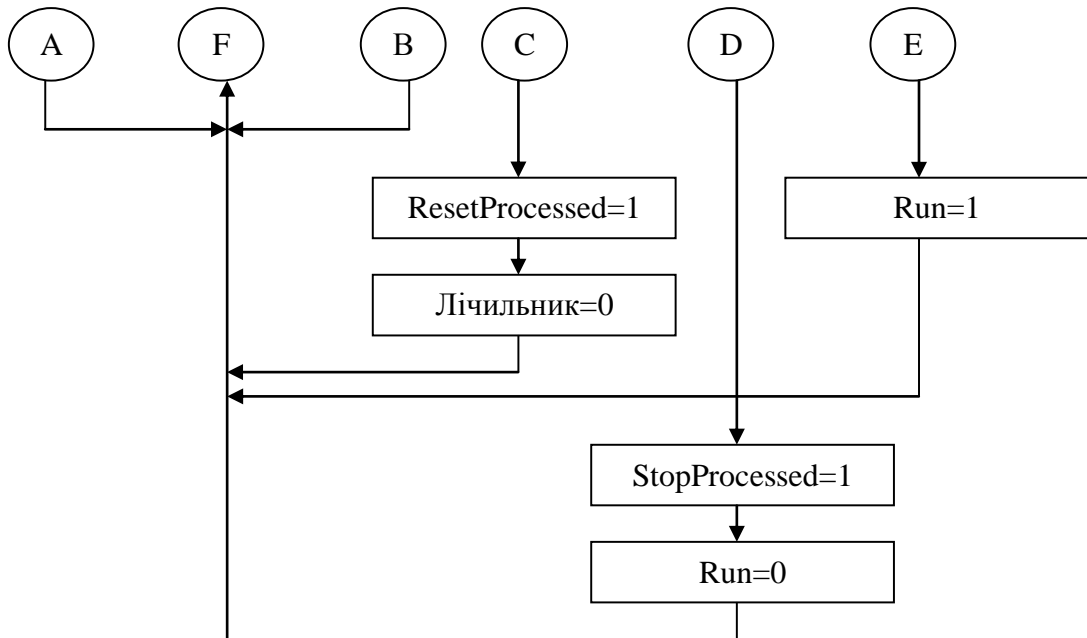 A F B C D E
ResetProcessed=1 Run=1
Лічильник=0
StopProcessed=1
Run=0